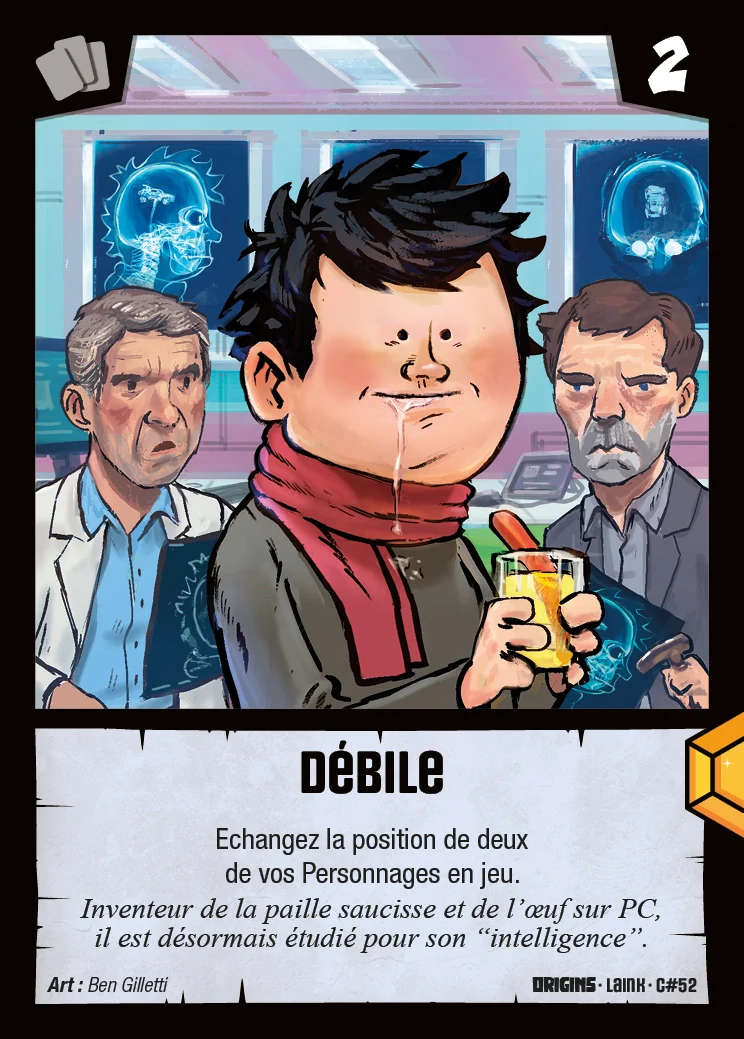 2
DÉBILE
Echangez la position de deux
de vos Personnages en jeu.
Inventeur de la paille saucisse et de l’œuf sur PC,
il est désormais étudié pour son “intelligence”.
Art : Ben Gilletti
ORIGINS · LAINK · C#52